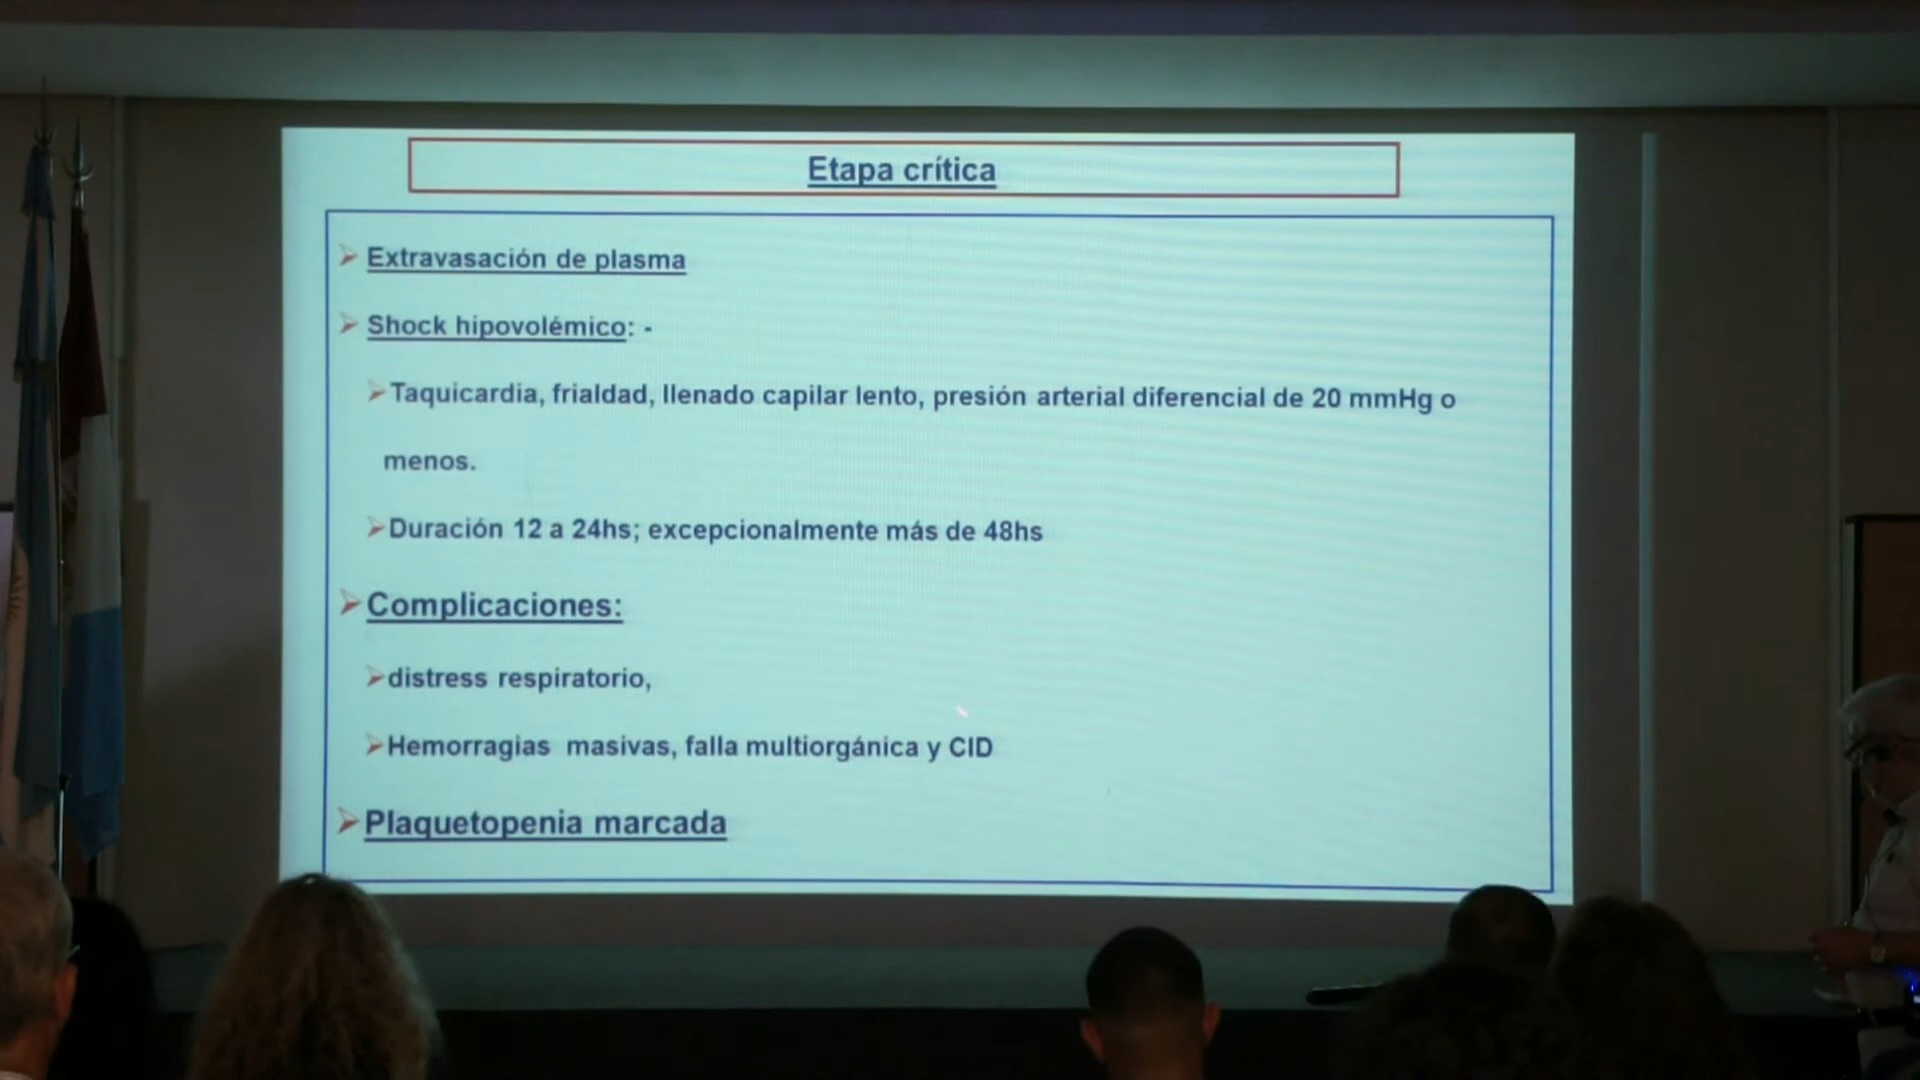 Etapa crítica
Extravasación de plasma
Shock hipovolémico: -
Taquicardia, frialdad, llenado capilar lento, presión arterial diferencial de 20 mmHg o
menos.
Duración 12 a 24hs; excepcionalmente más de 48hs
Complicaciones:
distress respiratorio,
Hemorragias masivas, falla multiorgánica y CID
Plaquetopenia marcada